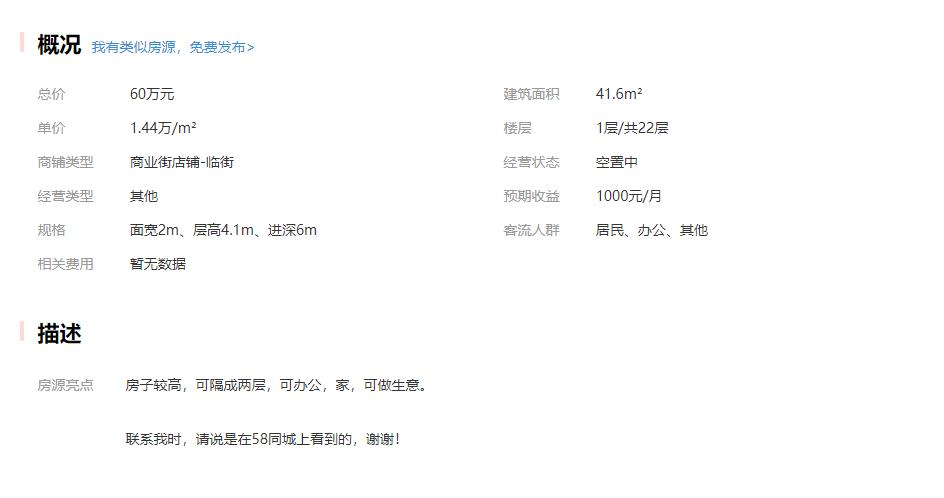 概况 我有类似房源，免费发布>
总价 60万元 建筑面积 41.6m²
单价 1.44万/m² 楼层 1层/共22层
商铺类型 商业街店铺-临街 经营状态 空置中
经营类型 其他 预期收益 1000元/月
规格 面宽2m、层高4.1m、进深6m 客流人群 居民、办公、其他
相关费用 暂无数据
描述
房源亮点 房子较高，可隔成两层，可办公，家，可做生意。
联系我时，请说是在58同城上看到的，谢谢！